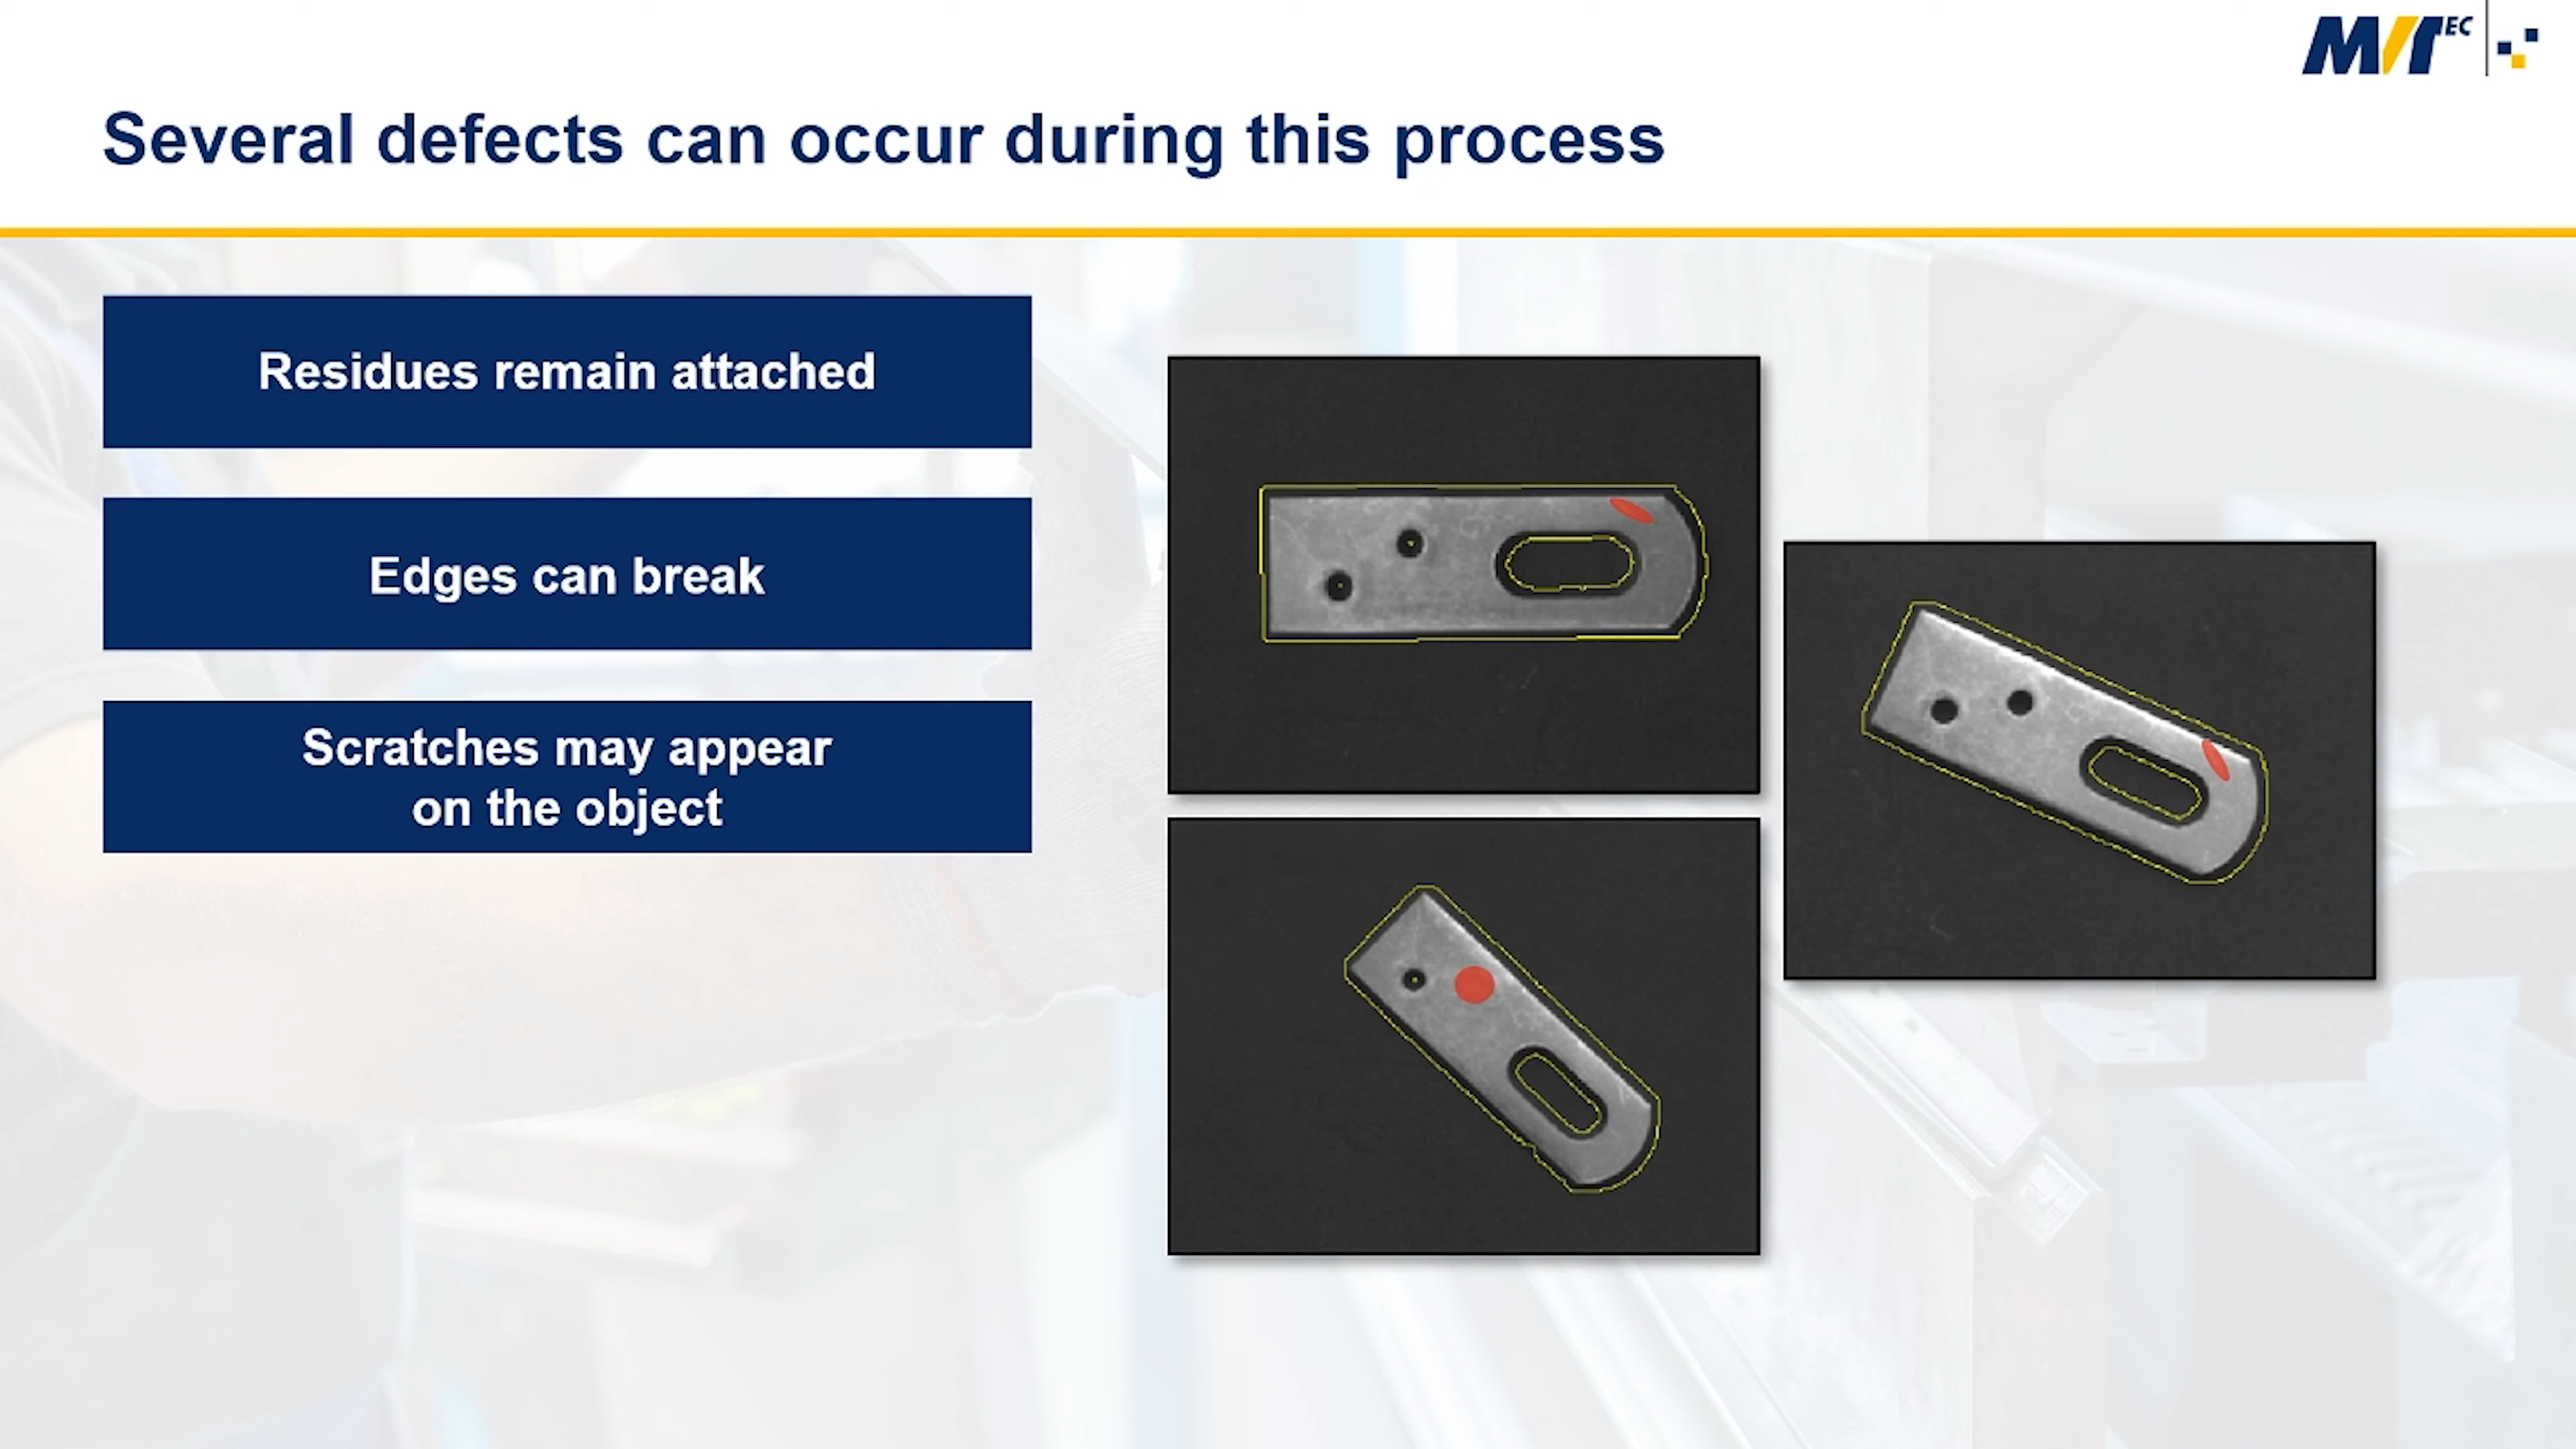 MVTEC
Several defects can occur during this process
Residues remain attached
Edges can break
Scratches may appear
on the object